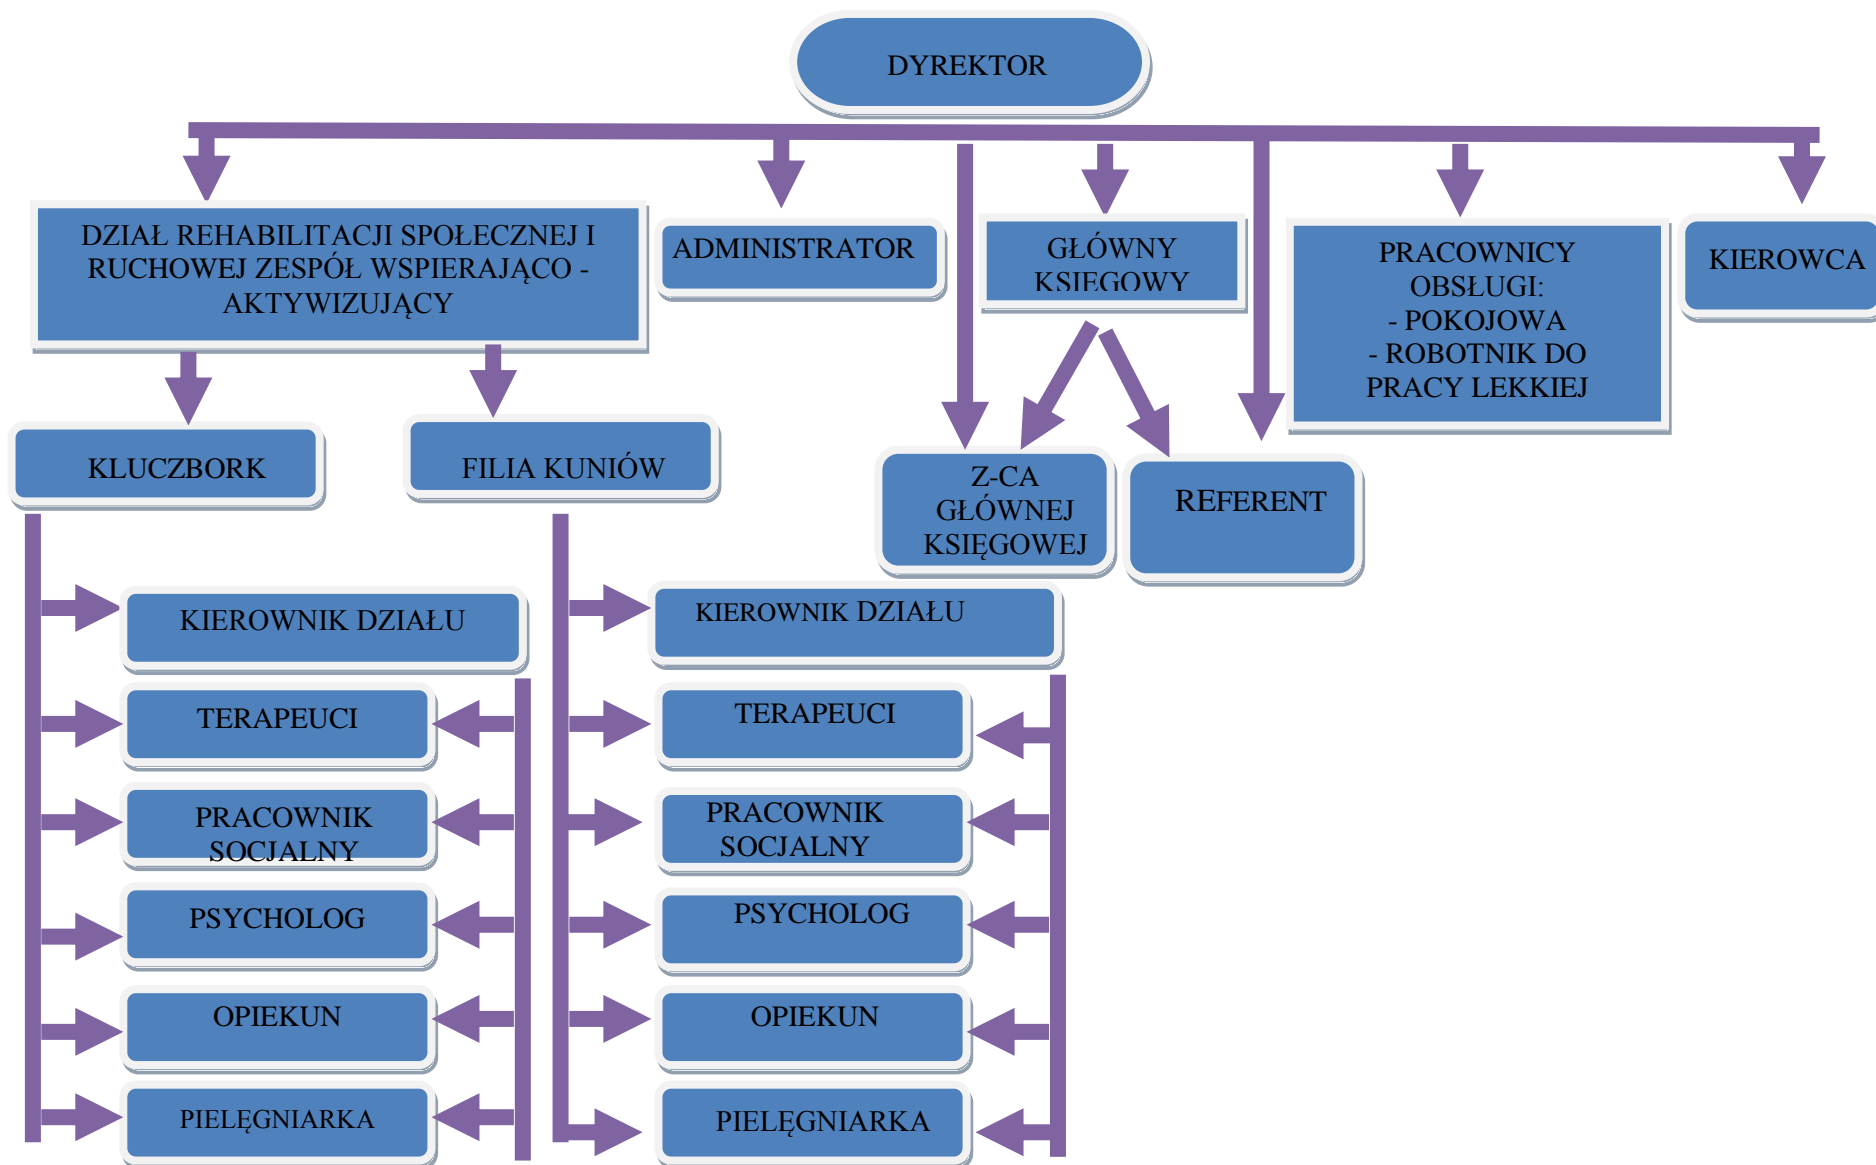 DYREKTOR
DZIAŁ REHABILITACJI SPOŁECZNEJ I
RUCHOWEJ ZESPÓŁ WSPIERAJĄCO -
AKTYWIZUJĄCY
ADMINISTRATOR
GŁÓWNY
KSIĘGOWY
PRACOWNICY
OBSŁUGI:
- POKOJOWA
- ROBOTNIK DO
PRACY LEKKIEJ
KIEROWCA
KLUCZBORK
FILIA KUNIÓW
Z-CA
GŁÓWNEJ
KSIĘGOWEJ
REFERENT
KIEROWNIK DZIAŁU
TERAPEUCI
PRACOWNIK
SOCJALNY
PSYCHOLOG
OPIEKUN
PIELĘGNIARKA
KIEROWNIK DZIAŁU
TERAPEUCI
PRACOWNIK
SOCJALNY
PSYCHOLOG
OPIEKUN
PIELĘGNIARKA